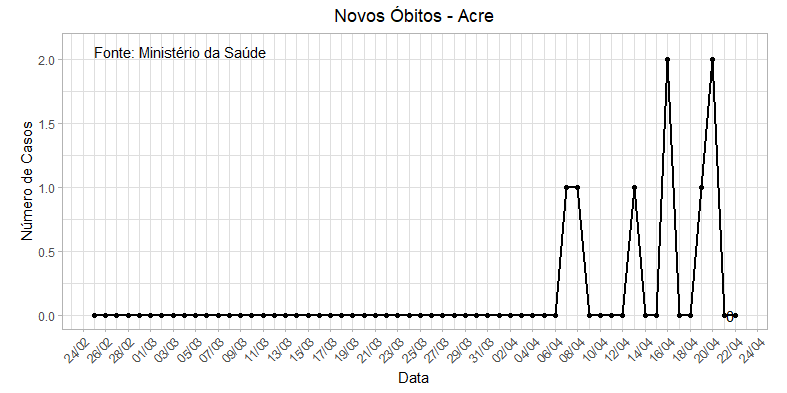 Novos Óbitos - Acre
Fonte: Ministério da Saúde
Número de Casos
2.0
1.5
1.0
0.5
0.0
0
24/02 26/02 28/02 01/03 03/03 05/03 07/03 09/03 11/03 13/03 15/03 17/03 19/03 21/03 23/03 25/03 27/03 29/03 31/03 02/04 04/04 06/04 08/04 10/04 12/04 14/04 16/04 18/04 20/04 22/04 24/04
Data